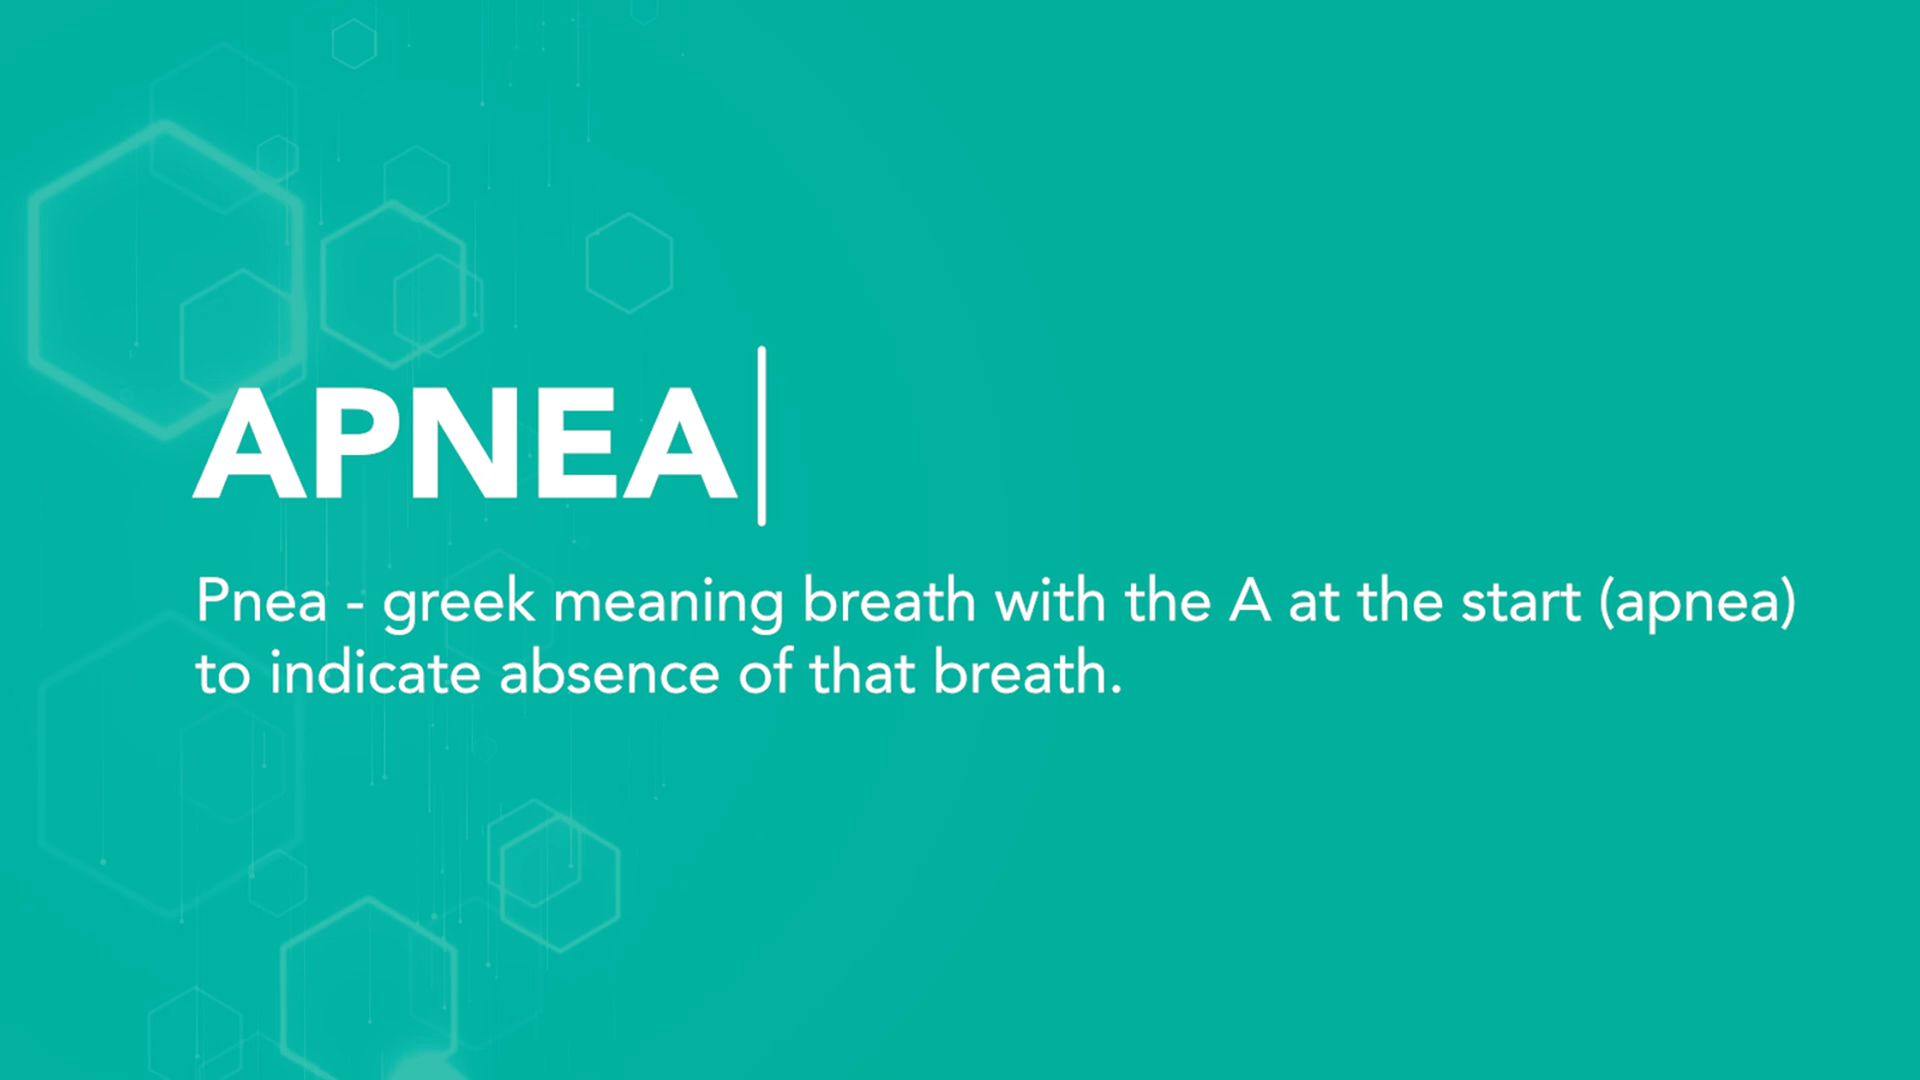 APNEA
Pnea - greek meaning breath with the A at the start (apnea)
to indicate absence of that breath.